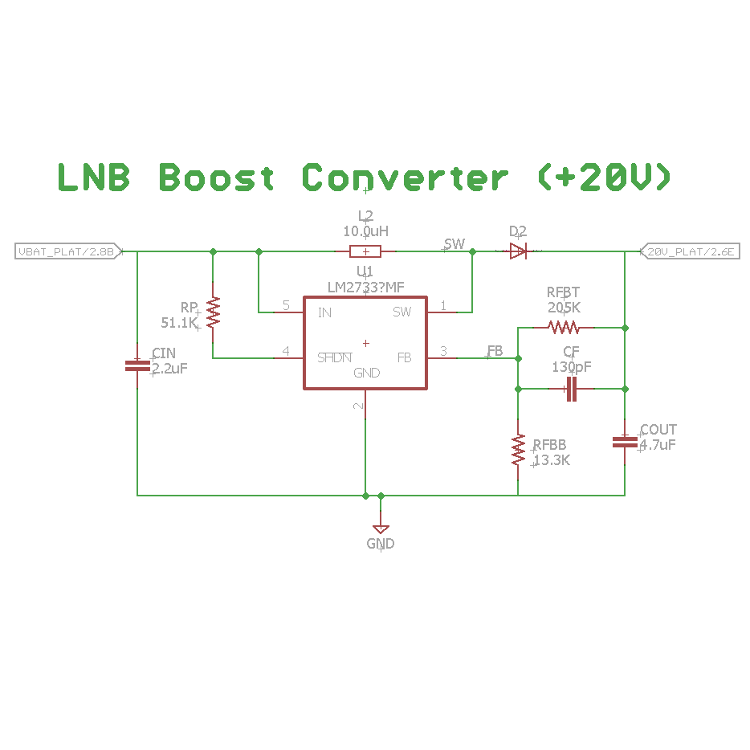 LNB Boost Converter (+20V)
L2
10.0uH
SW
D2
VBAT_PLAT/2.8B
20V_PLAT/2.6E
U1
LM2733?MF
RFBT
205K
RP
51.1K
5
IN
SW
1
4
SHDN
FB
3
FB
GND
2
CF
130pF
CIN
2.2uF
COUT
4.7uF
RFBB
13.3K
GND